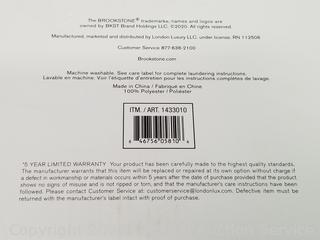 The BROOKSTONE® trademarks, names and logos are
owned by BKST Brand Holdings LLC. ©2020. All rights reserved.
Manufactured, marketed and distributed by London Luxury LLC. under license. RN 112506
Customer Service 877-638-2100
Brookstone.com
Machine washable. See care label for complete laundering instructions.
Lavable en machine. Voir l'étiquette d'entretien pour les instructions complètes de lavage.
Made in China / Fabriqué en Chine
100% Polyester / Poliéster
ITM. / ART. 1433010
8 46756 05810 6
*5 YEAR LIMITED WARRANTY Your product has been carefully made to the highest quality standards.
The manufacturer warrants that this item will be replaced or repaired at its own option without charge if
a defect in workmanship or materials occurs within 5 years after the date of purchase provided the product
shows no signs of misuse and is not ripped or torn, and that the manufacturer's care instructions have been
followed. Please contact Customer Service at: customerservice@londonlux.com. Defective item must be
returned with the manufacturer's label intact with proof of purchase.